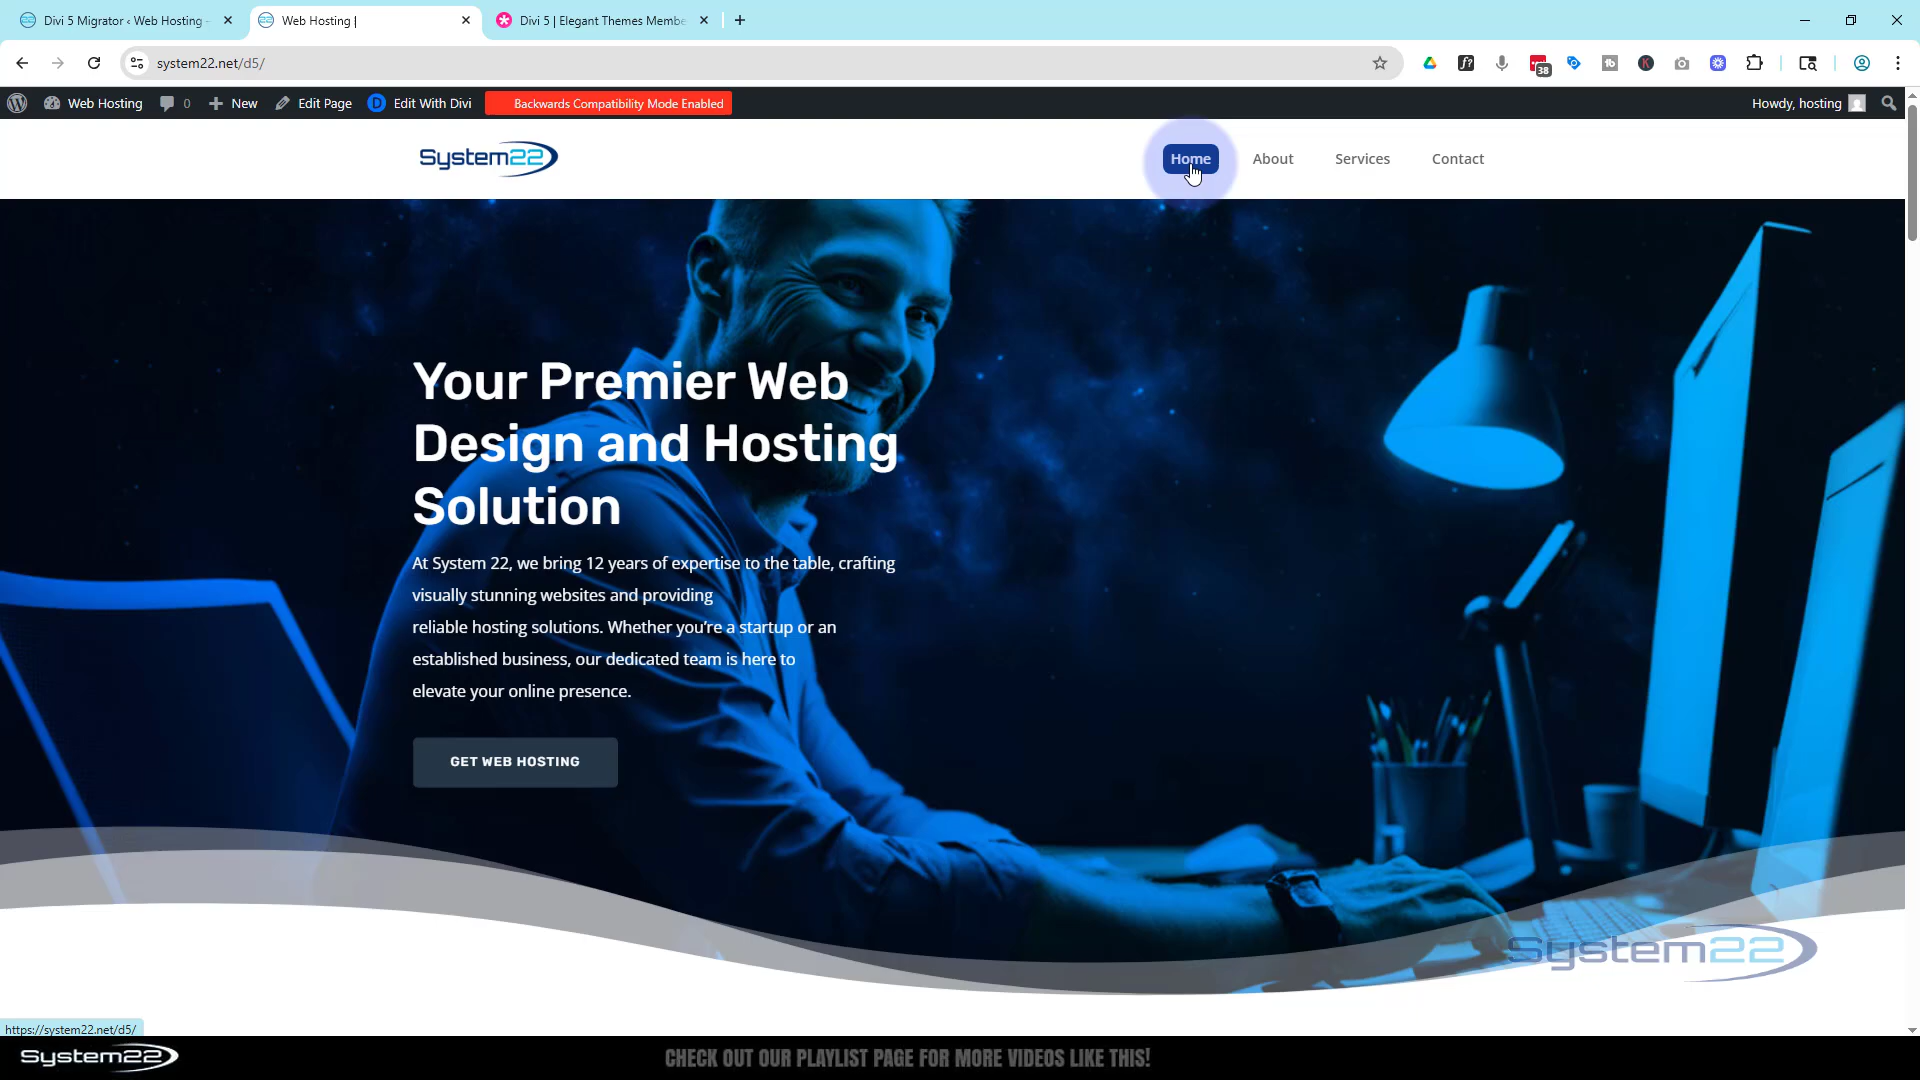 Divi 5 Migrator ‹ Web Hosting
Web Hosting |
Divi 5 | Elegant Themes Membe
system22.net/d5/
38
Web Hosting
0
New
Edit Page
Edit With Divi
Backwards Compatibility Mode Enabled
Howdy, hosting
System22
Home
About
Services
Contact
Your Premier Web
Design and Hosting
Solution
At System 22, we bring 12 years of expertise to the table, crafting
visually stunning websites and providing
reliable hosting solutions. Whether you're a startup or an
established business, our dedicated team is here to
elevate your online presence.
GET WEB HOSTING
System22
https://system22.net/d5/
System22
CHECK OUT OUR PLAYLIST PAGE FOR MORE VIDEOS LIKE THIS!